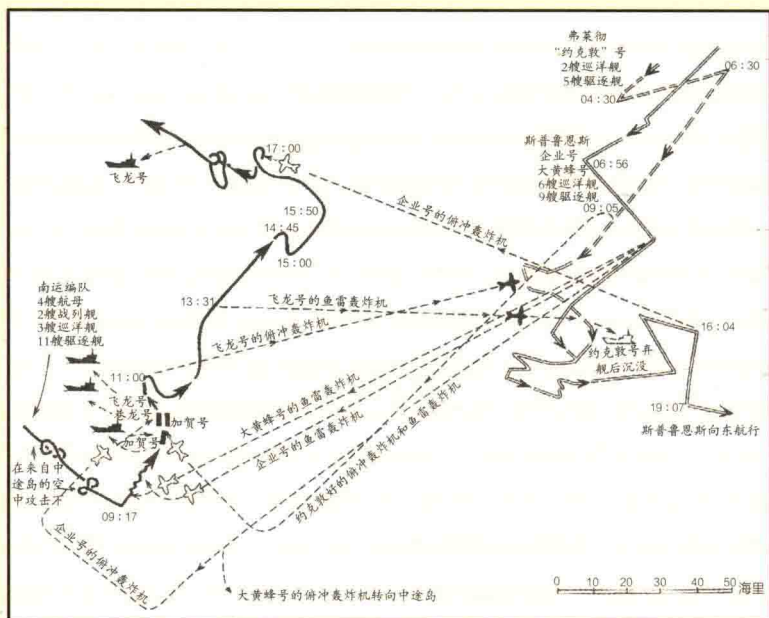 弗莱彻
“约克敦”号
2艘巡洋舰
5艘驱逐舰
06:30
04:30
斯普鲁恩斯
企业号
大黄蜂号
6艘巡洋舰
9艘驱逐舰
06:56
09:05
17:00
飞龙号
企业号的俯冲轰炸机
15:50
14:45
15:00
13:31
飞龙号的鱼雷轰炸机
飞龙号的俯冲轰炸机
南运编队
4艘航母
2艘战列舰
3艘巡洋舰
11艘驱逐舰
11:00
飞龙号
苍龙号
加贺号
加贺号
约克敦号弃
舰后沉没
16:04
19:07
斯普鲁恩斯向东航行
大黄蜂号的鱼雷轰炸机
企业号的鱼雷轰炸机
约克敦好的俯冲轰炸机和鱼雷轰炸机
在来自中
途岛的空
中攻击不
09:17
企业号的俯冲轰炸机
大黄蜂号的俯冲轰炸机转向中途岛
0 10 20 30 40 50海里